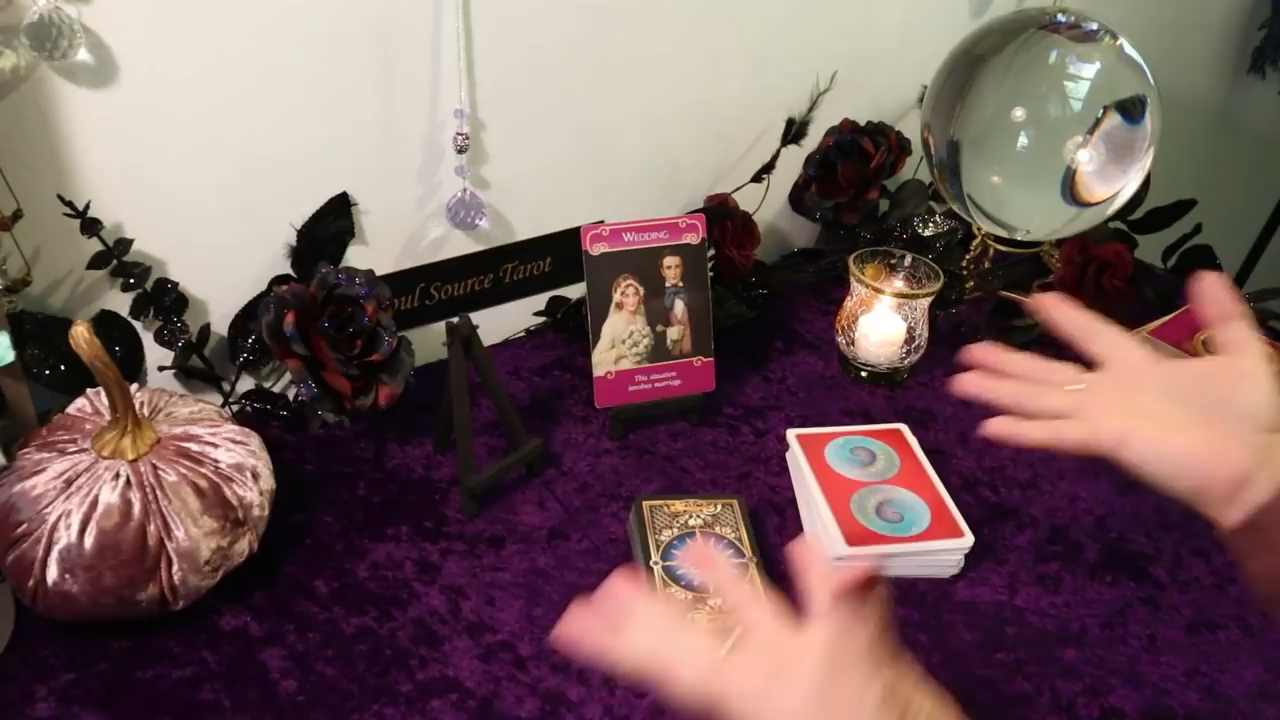 Soul Source Tarot
WEDDING
This situation
involves marriage.